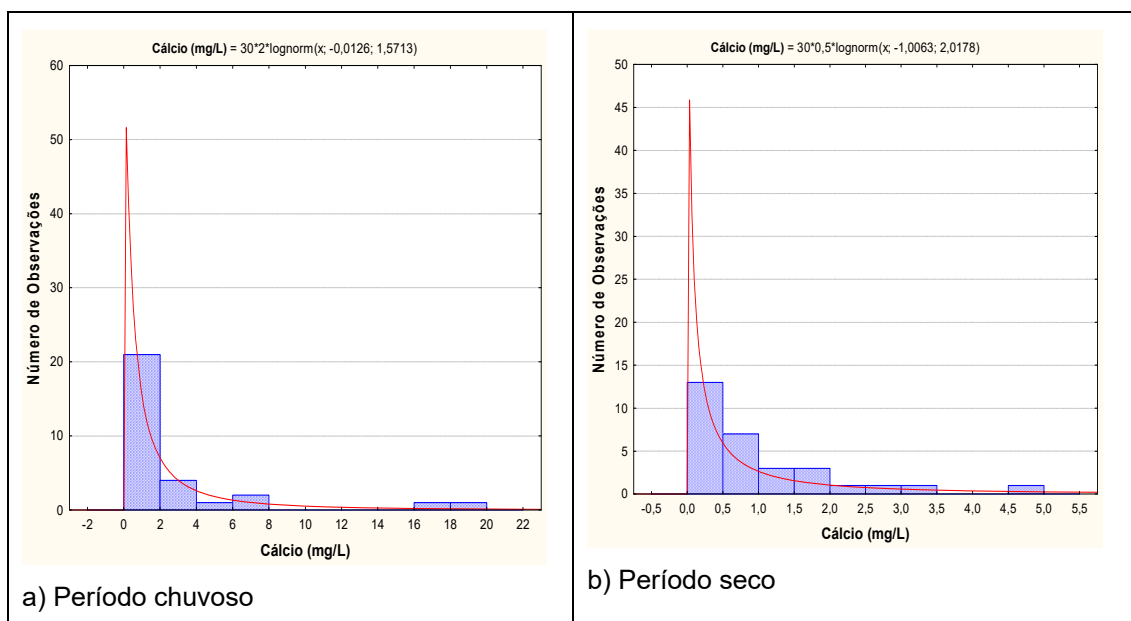 Cálcio (mg/L) = 30*2*lognorm(x; -0,0126; 1,5713)
60
50
40
30
20
10
0
Número de Observações
-2 0 2 4 6 8 10 12 14 16 18 20 22
Cálcio (mg/L)
a) Período chuvoso
Cálcio (mg/L) = 30*0,5*lognorm(x; -1,0063; 2,0178)
50
45
40
35
30
25
20
15
10
5
0
Número de Observações
-0,5 0,0 0,5 1,0 1,5 2,0 2,5 3,0 3,5 4,0 4,5 5,0 5,5
Cálcio (mg/L)
b) Período seco